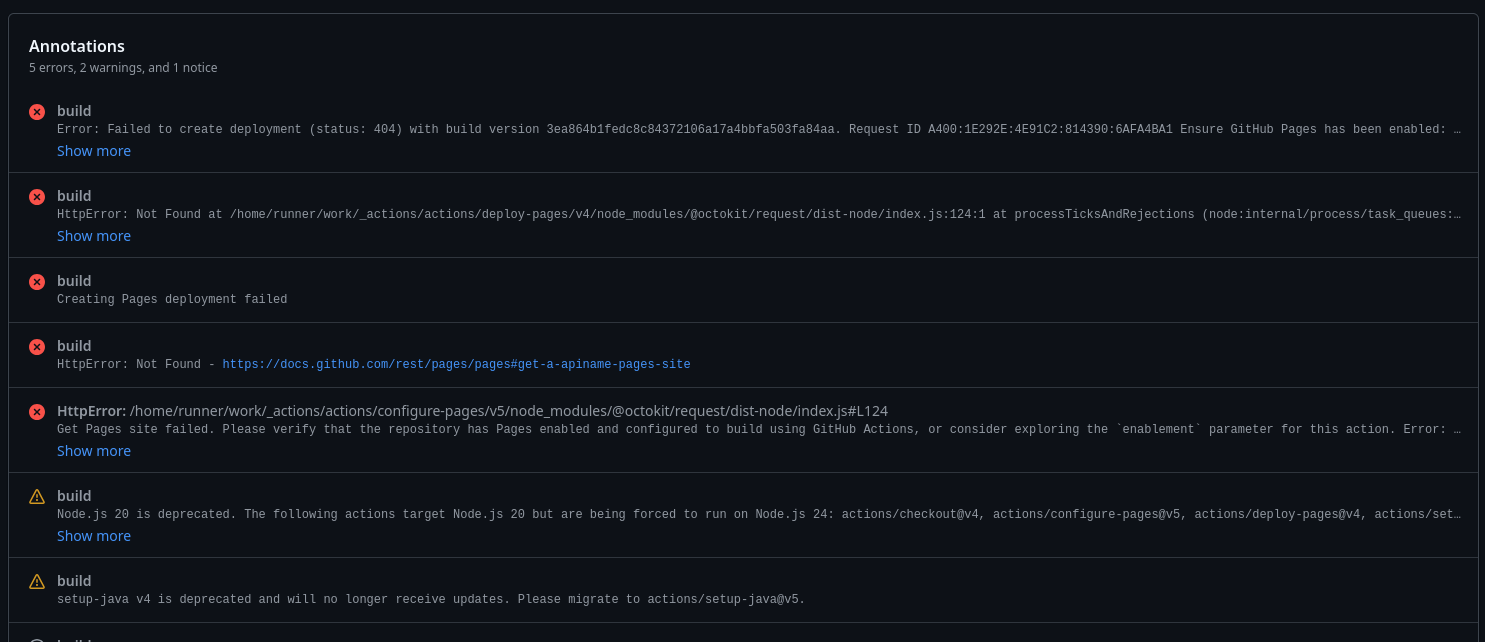 Annotations
5 errors, 2 warnings, and 1 notice
build
Error: Failed to create deployment (status: 404) with build version 3ea864b1fedc8c84372106a17a4bbfa503fa84aa. Request ID A400:1E292E:4E91C2:814390:6AFA4BA1 Ensure GitHub Pages has been enabled: …
Show more
build
HttpError: Not Found at /home/runner/work/_actions/actions/deploy-pages/v4/node_modules/@octokit/request/dist-node/index.js:124:1 at processTicksAndRejections (node:internal/process/task_queues:…
Show more
build
Creating Pages deployment failed
build
HttpError: Not Found - https://docs.github.com/rest/pages/pages#get-a-apiname-pages-site
HttpError: /home/runner/work/_actions/actions/configure-pages/v5/node_modules/@octokit/request/dist-node/index.js#L124
Get Pages site failed. Please verify that the repository has Pages enabled and configured to build using GitHub Actions, or consider exploring the `enablement` parameter for this action. Error: …
Show more
build
Node.js 20 is deprecated. The following actions target Node.js 20 but are being forced to run on Node.js 24: actions/checkout@v4, actions/configure-pages@v5, actions/deploy-pages@v4, actions/set…
Show more
build
setup-java v4 is deprecated and will no longer receive updates. Please migrate to actions/setup-java@v5.